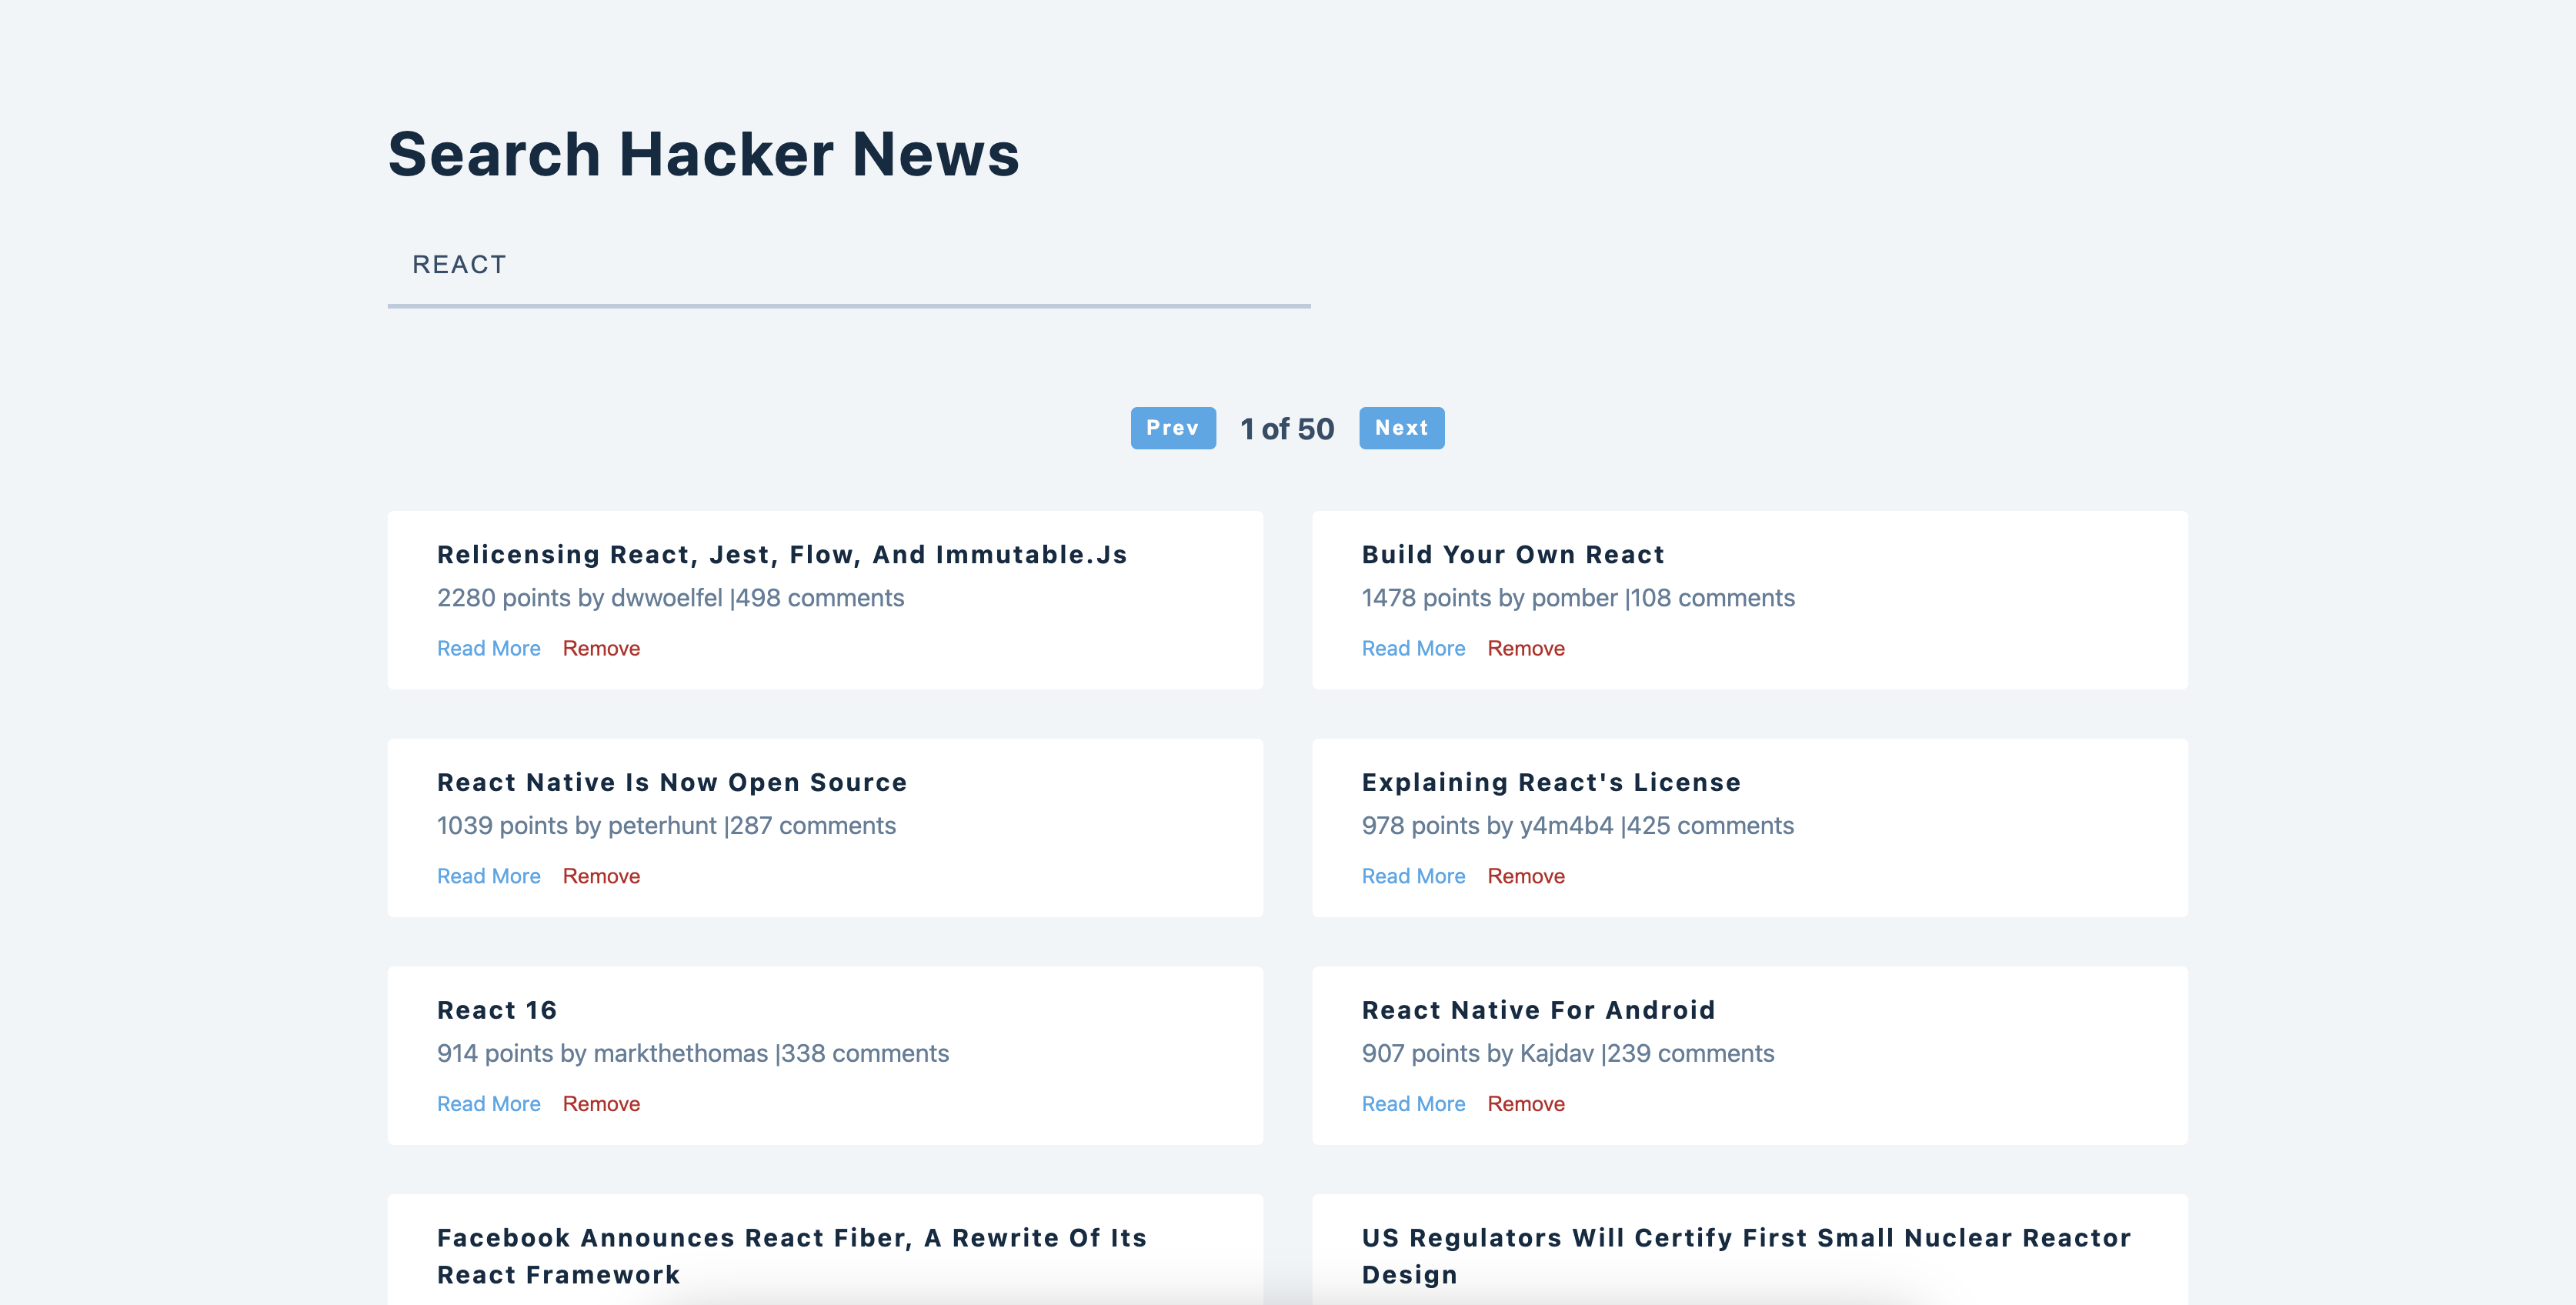 Search Hacker News
REACT
Prev 1 of 50 Next
Relicensing React, Jest, Flow, And Immutable.Js
2280 points by dwwoelfel |498 comments
Read More Remove
Build Your Own React
1478 points by pomber |108 comments
Read More Remove
React Native Is Now Open Source
1039 points by peterhunt |287 comments
Read More Remove
Explaining React's License
978 points by y4m4b4 |425 comments
Read More Remove
React 16
914 points by markthethomas |338 comments
Read More Remove
React Native For Android
907 points by Kajdav |239 comments
Read More Remove
Facebook Announces React Fiber, A Rewrite Of Its
React Framework
US Regulators Will Certify First Small Nuclear Reactor
Design